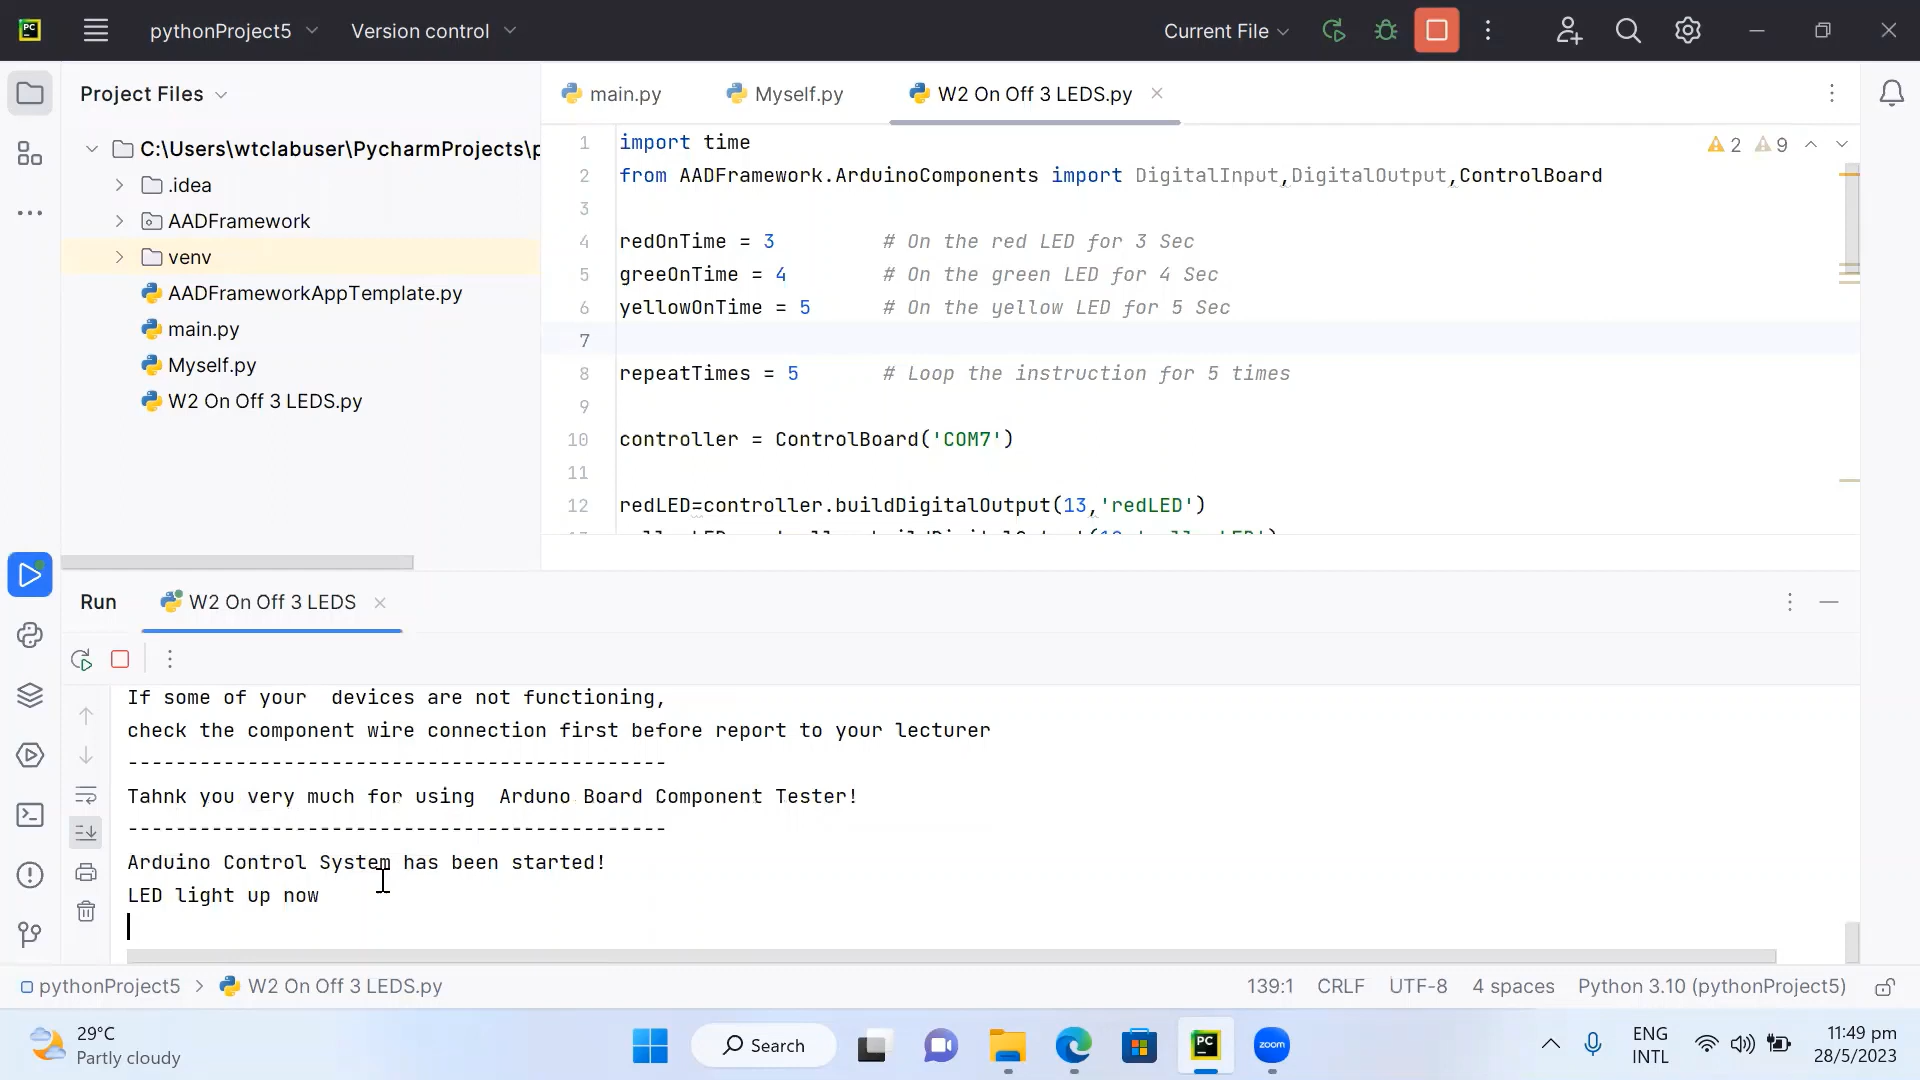 PC
pythonProject5
Version control
Current File
Project Files
main.py
Myself.py
W2 On Off 3 LEDS.py
C:\Users\wtclabuser\PycharmProjects\p
.idea
AADFramework
venv
AADFrameworkAppTemplate.py
main.py
Myself.py
W2 On Off 3 LEDS.py
2 9
1 import time
2 from AADFramework.ArduinoComponents import DigitalInput,DigitalOutput,ControlBoard
3
4 redOnTime = 3 # On the red LED for 3 Sec
5 greeOnTime = 4 # On the green LED for 4 Sec
6 yellowOnTime = 5 # On the yellow LED for 5 Sec
7
8 repeatTimes = 5 # Loop the instruction for 5 times
9
10 controller = ControlBoard('COM7')
11
12 redLED=controller.buildDigitalOutput(13,'redLED')
Run
W2 On Off 3 LEDS
If some of your  devices are not functioning,
check the component wire connection first before report to your lecturer
---------------------------------------------
Tahnk you very much for using  Arduno Board Component Tester!
---------------------------------------------
Arduino Control System has been started!
LED light up now
pythonProject5 > W2 On Off 3 LEDS.py
139:1 CRLF UTF-8 4 spaces Python 3.10 (pythonProject5)
29°C
Partly cloudy
Search
PC
zoom
ENG
INTL
11:49 pm
28/5/2023